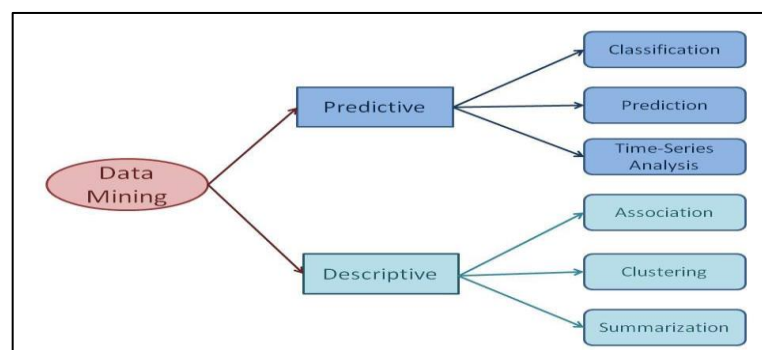 Data
Mining
Predictive
Classification
Prediction
Time-Series
Analysis
Descriptive
Association
Clustering
Summarization